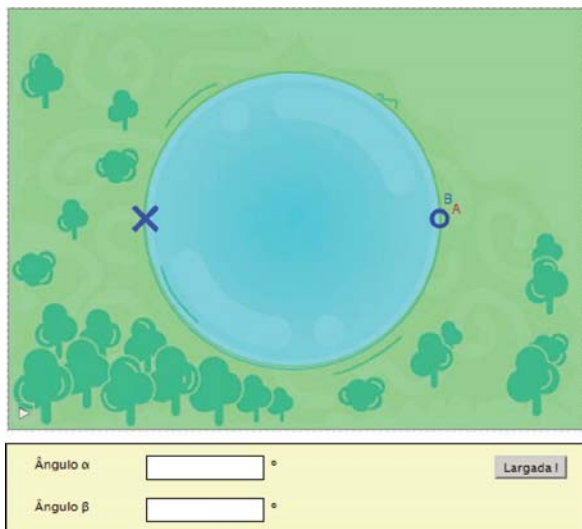 B
A
Ângulo α º
Largada !
Ângulo β º